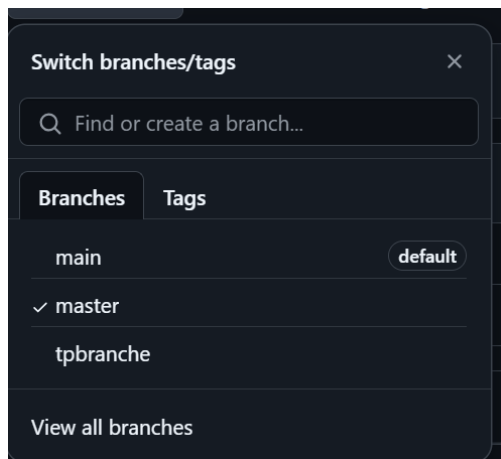 Switch branches/tags
Find or create a branch...
Branches Tags
main default
master
tpbranche
View all branches